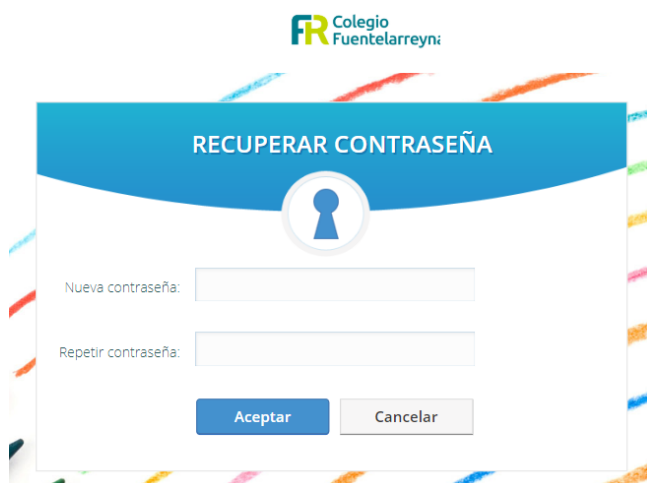 FR Colegio
Fuentelarreyna
RECUPERAR CONTRASEÑA
Nueva contraseña:
Repetir contraseña:
Aceptar Cancelar